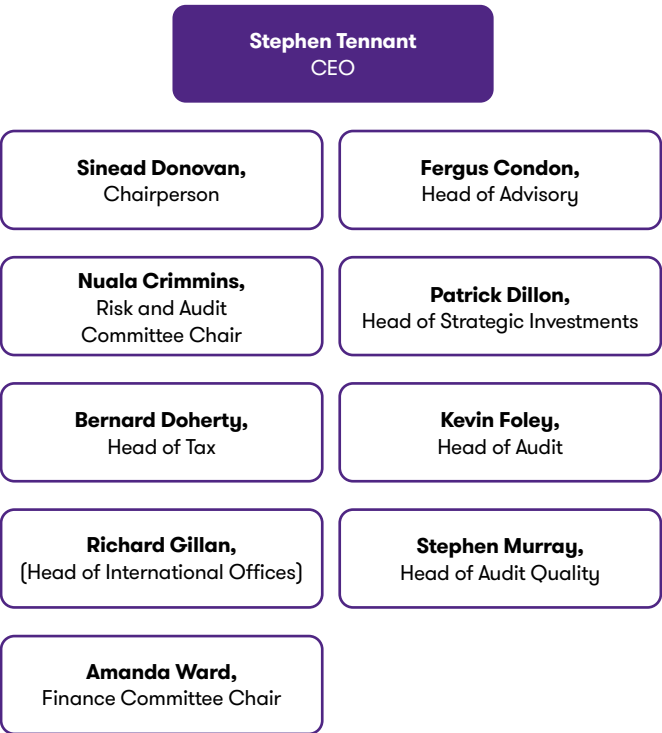 Stephen Tennant
CEO
Sinead Donovan,
Chairperson
Fergus Condon,
Head of Advisory
Nuala Crimmins,
Risk and Audit
Committee Chair
Patrick Dillon,
Head of Strategic Investments
Bernard Doherty,
Head of Tax
Kevin Foley,
Head of Audit
Richard Gillan,
(Head of International Offices)
Stephen Murray,
Head of Audit Quality
Amanda Ward,
Finance Committee Chair